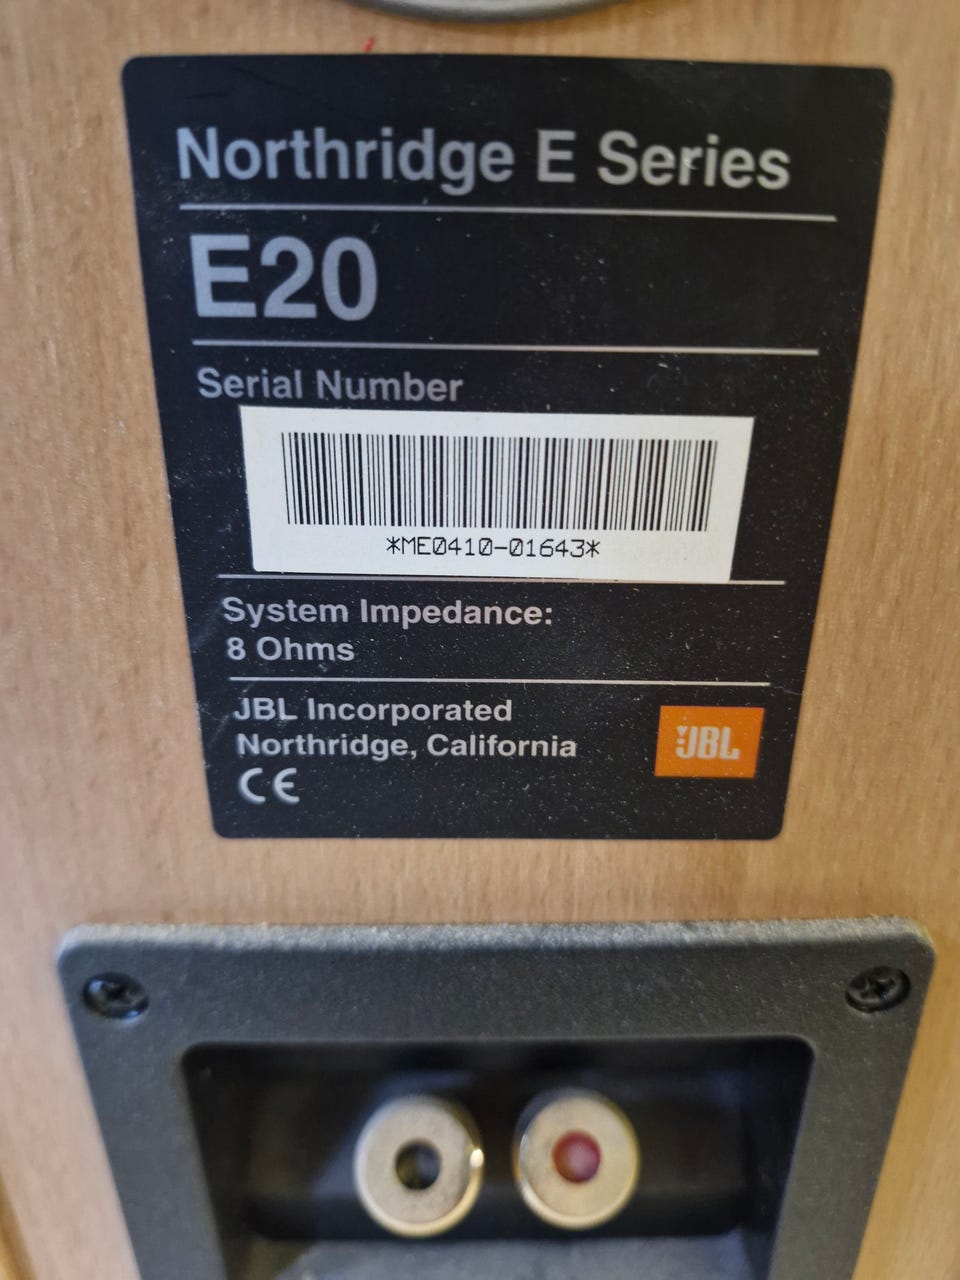 Northridge E Series
E20
Serial Number
*ME0410-01643*
System Impedance:
8 Ohms
JBL Incorporated
Northridge, California
JBL
CE